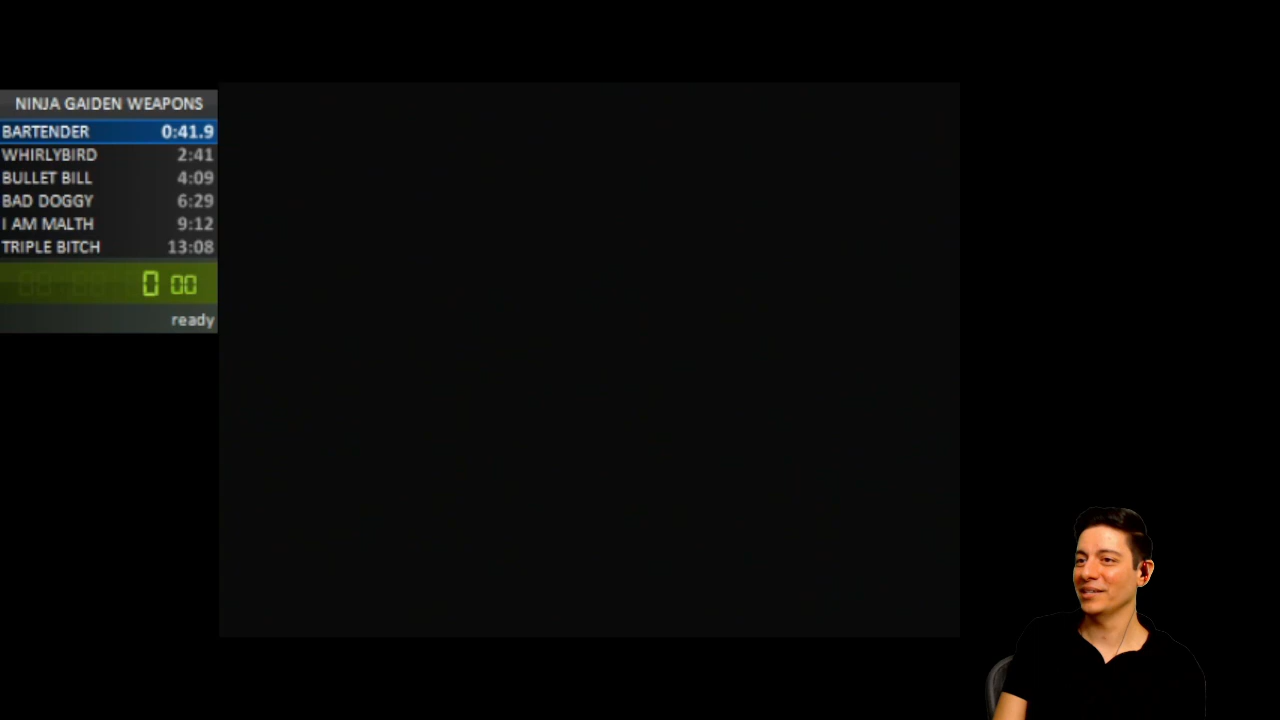 NINJA GAIDEN WEAPONS
BARTENDER 0:41.9
WHIRLYBIRD 2:41
BULLET BILL 4:09
BAD DOGGY 6:29
I AM MALTH 9:12
TRIPLE BITCH 13:08
0 00
ready